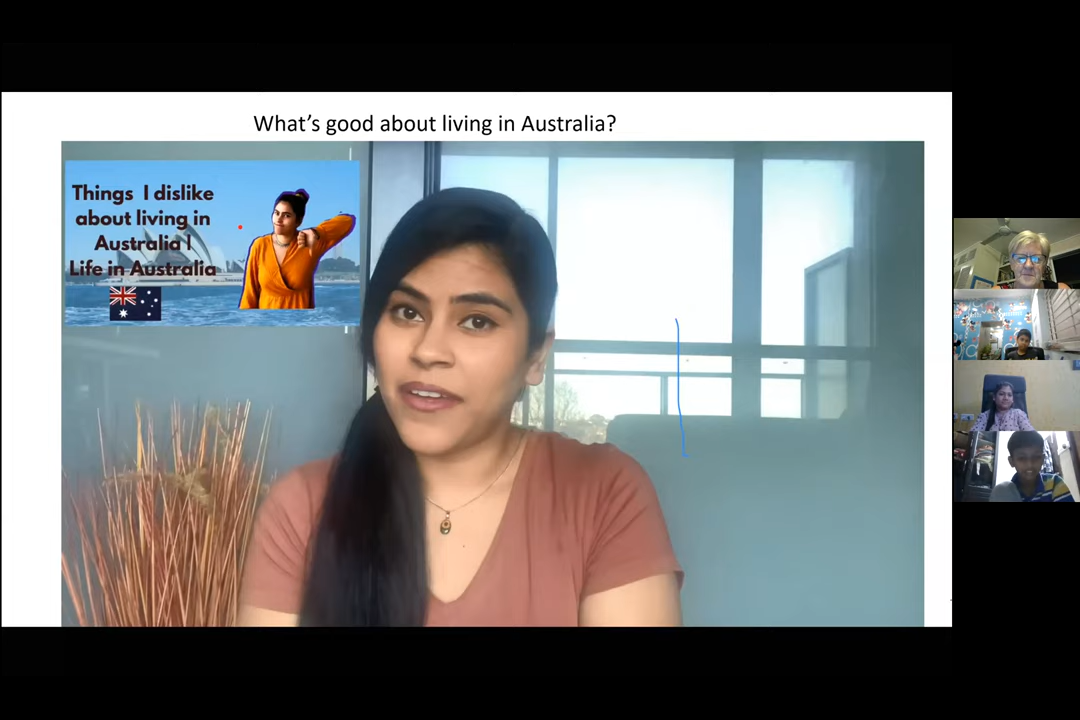 What's good about living in Australia?
Things I dislike
about living in
Australia |
Life in Australia